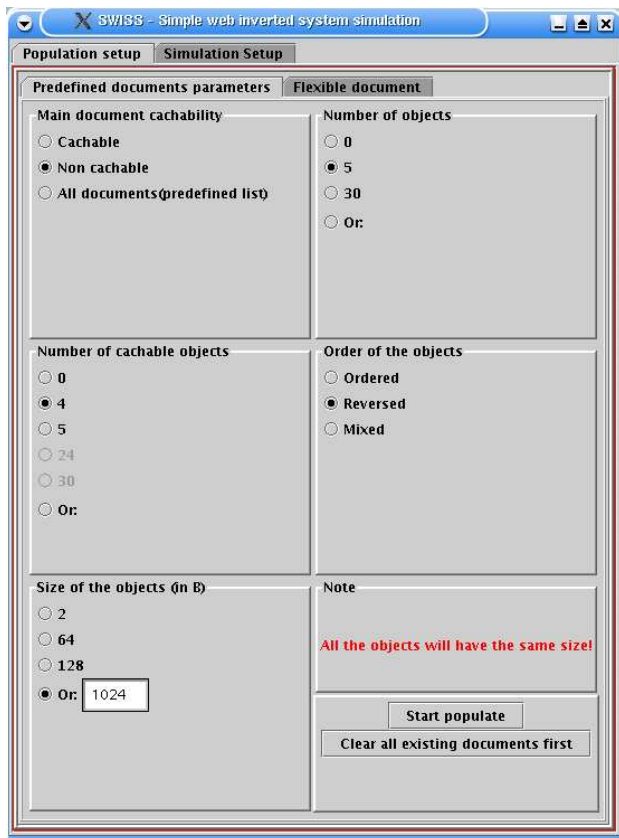 SWISS - Simple web inverted system simulation
Population setup
Simulation Setup
Predefined documents parameters
Flexible document
Main document cachability
Cachable
Non cachable
All documents(predefined list)
Number of objects
0
5
30
Or:
Number of cachable objects
0
4
5
24
30
Or:
Order of the objects
Ordered
Reversed
Mixed
Size of the objects (in B)
2
64
128
Or: 1024
Note
All the objects will have the same size!
Start populate
Clear all existing documents first